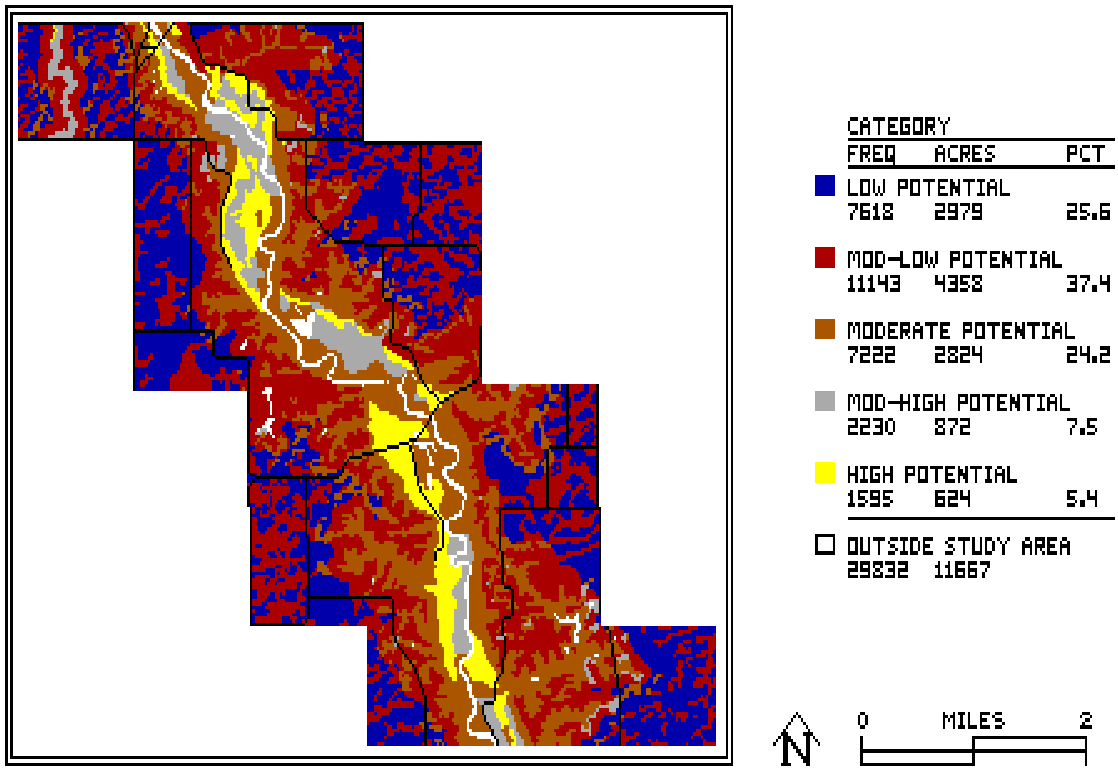 CATEGORY
FREQ ACRES PCT
LOW POTENTIAL
7618 2979 25.6
MOD-LOW POTENTIAL
11143 4358 37.4
MODERATE POTENTIAL
7222 2824 24.2
MOD-HIGH POTENTIAL
2230 872 7.5
HIGH POTENTIAL
1595 624 5.4
OUTSIDE STUDY AREA
29832 11667
0 MILES 2
N